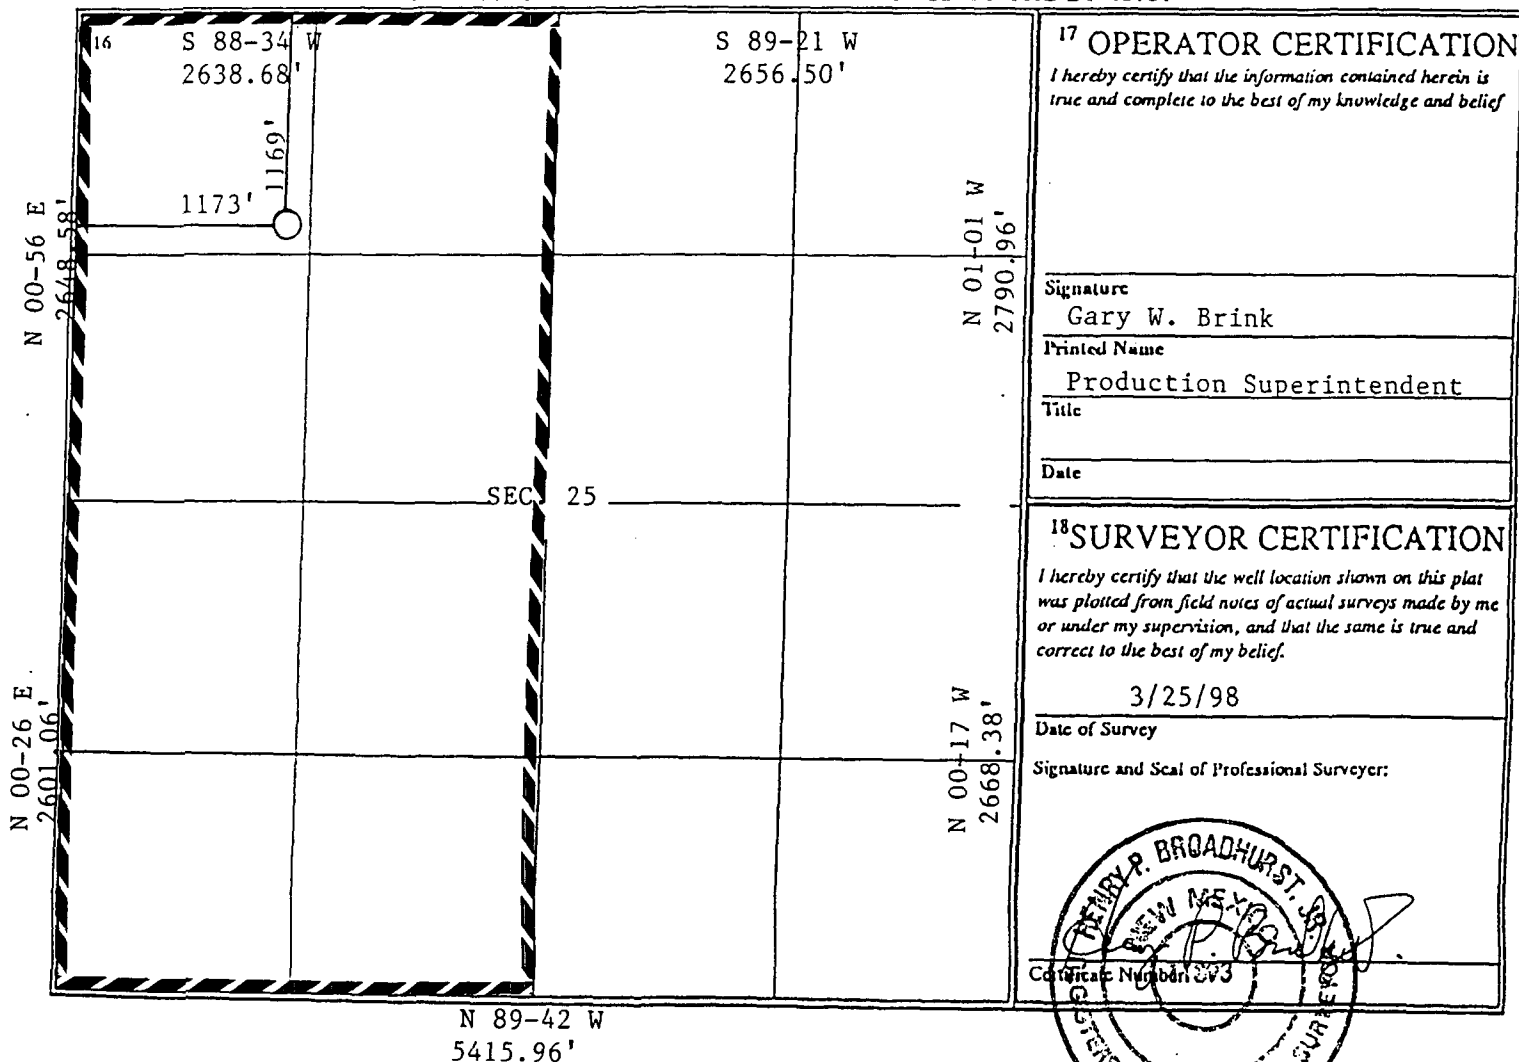 16
S 88-34 W
2638.68'
S 89-21 W
2656.50'
1169'
1173'
N 00-56 E
2648.58'
N 01-01 W
2790.96'
SEC. 25
N 00-26 E
2601.06'
N 00-17 W
2668.38'
N 89-42 W
5415.96'
17 OPERATOR CERTIFICATION
I hereby certify that the information contained herein is
true and complete to the best of my knowledge and belief
Signature
Gary W. Brink
Printed Name
Production Superintendent
Title
Date
18 SURVEYOR CERTIFICATION
I hereby certify that the well location shown on this plat
was plotted from field notes of actual surveys made by me
or under my supervision, and that the same is true and
correct to the best of my belief.
3/25/98
Date of Survey
Signature and Seal of Professional Surveyer:
HENRY P. BROADHURST, JR.
NEW MEXICO
Certificate Number